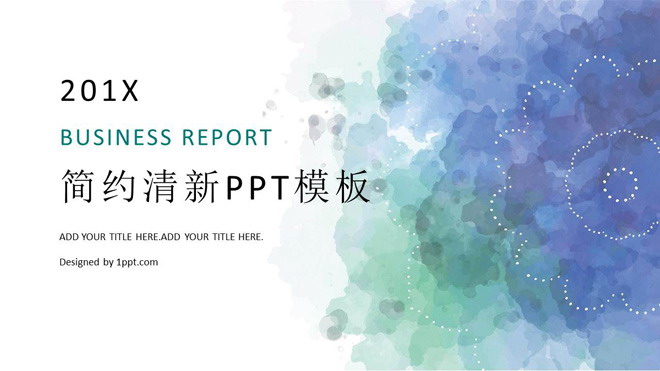 201X
BUSINESS REPORT
简约清新PPT模板
ADD YOUR TITLE HERE.ADD YOUR TITLE HERE.
Designed by 1ppt.com